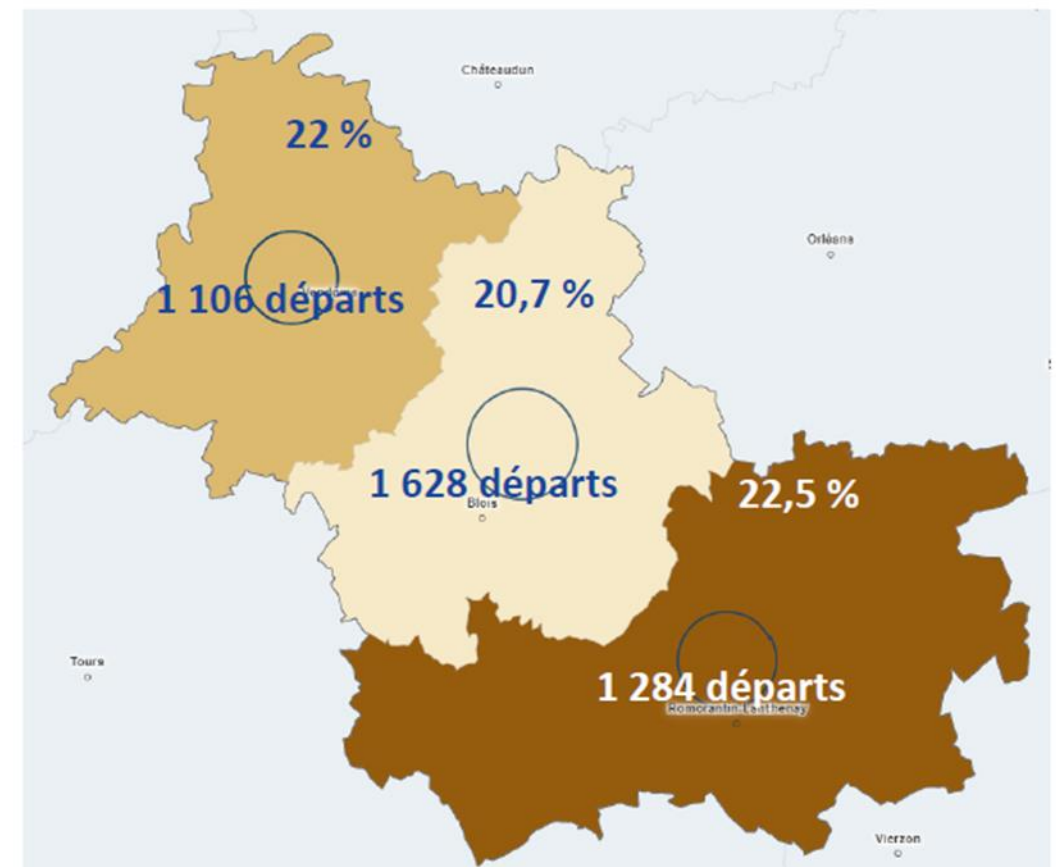 Châteaudun
22 %
Orléans
20,7 %
1 106 départs
1 628 départs
22,5 %
Blois
Tours
1 284 départs
Romorantin-Lanthenay
Vierzon